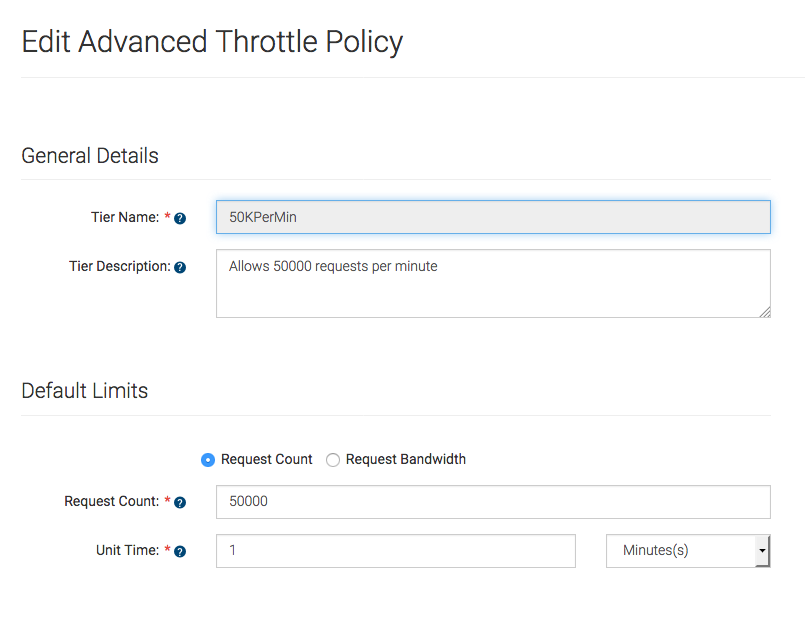 Edit Advanced Throttle Policy
General Details
Tier Name: * ? 50KPerMin
Tier Description: ? Allows 50000 requests per minute
Default Limits
Request Count Request Bandwidth
Request Count: * ? 50000
Unit Time: * ? 1 Minutes(s)